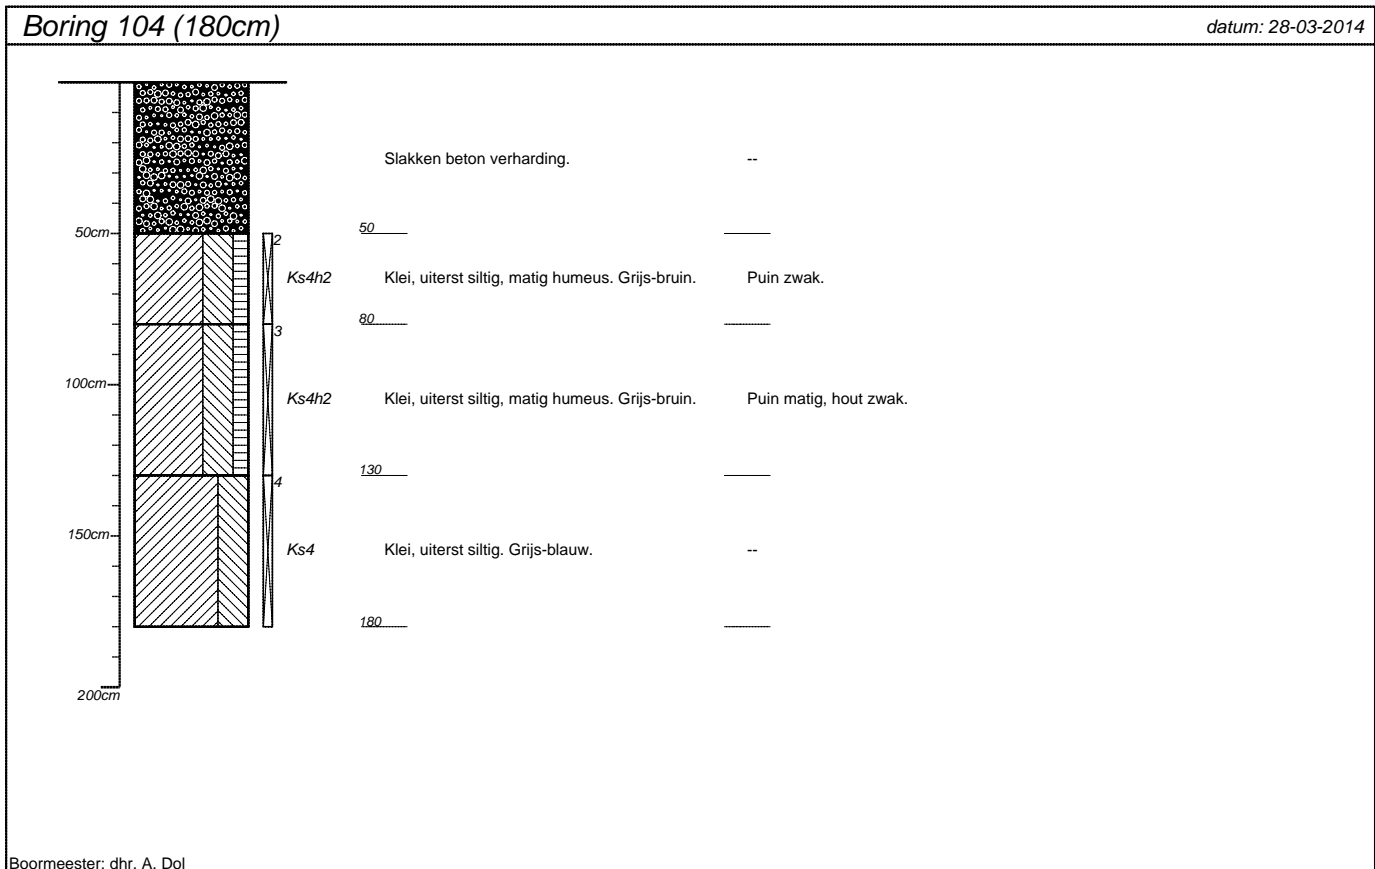 Boring 104 (180cm) datum: 28-03-2014
Slakken beton verharding. --
50cm 50
2
Ks4h2 Klei, uiterst siltig, matig humeus. Grijs-bruin. Puin zwak.
80
3
100cm Ks4h2 Klei, uiterst siltig, matig humeus. Grijs-bruin. Puin matig, hout zwak.
130
4
150cm Ks4 Klei, uiterst siltig. Grijs-blauw. --
180
200cm
Boormeester: dhr. A. Dol